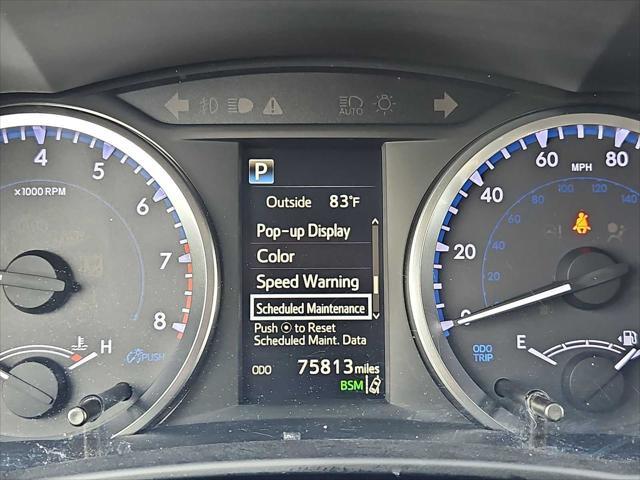 AUTO
P
Outside 83°F
Pop-up Display
Color
Speed Warning
Scheduled Maintenance
Push to Reset
Scheduled Maint. Data
ODO 75813 miles
BSM
4
5
6
7
8
x1000 RPM
H
PUSH
0
20
40
60
80
MPH
20
40
60
80
100
120
140
E
ODO
TRIP